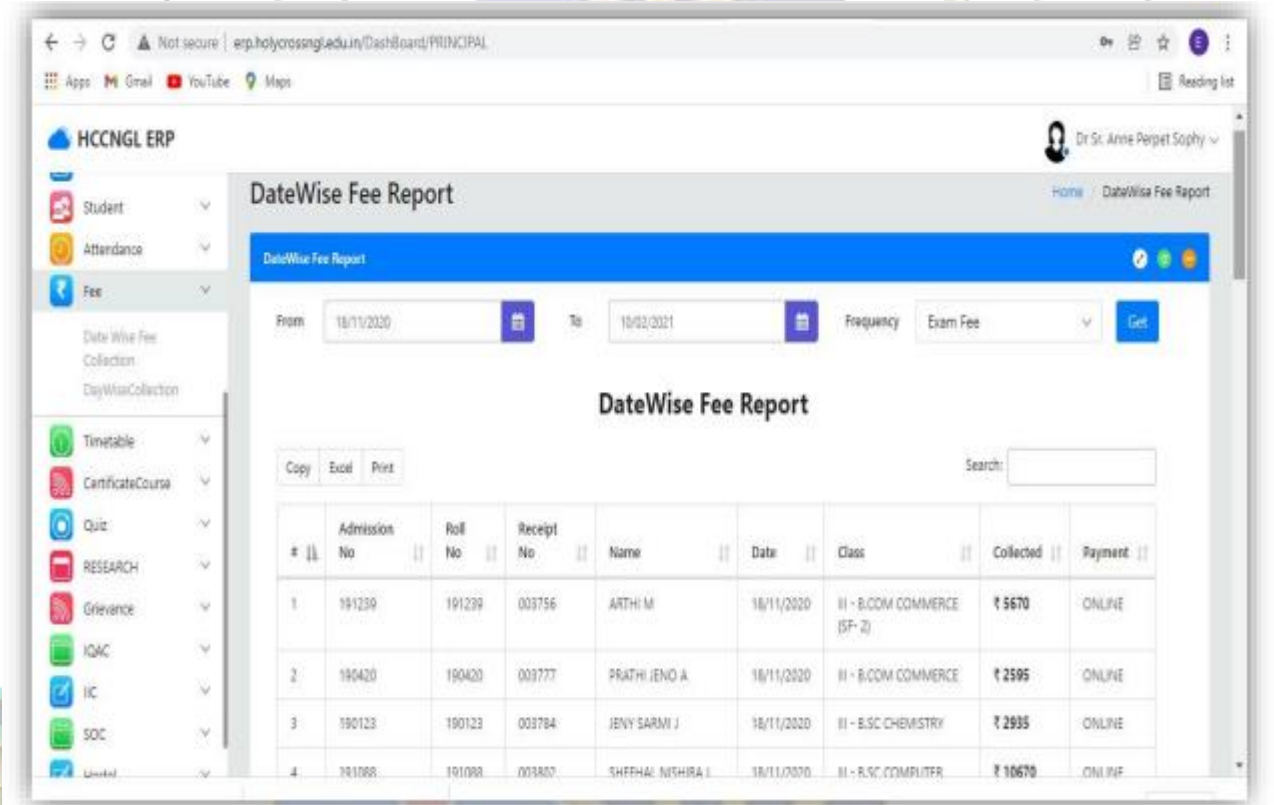 Not secure | erp.holycrossngl.edu.in/DashBoard/PRINCIPAL
Apps Gmail YouTube Maps Reading list
HCCNGL ERP
Dr Sr. Anne Perpet Sophy
DateWise Fee Report
Home / DateWise Fee Report
Student
Attendance
Fee
Date Wise Fee
Collection
DayWiseCollection
Timetable
CertificateCourse
Quiz
RESEARCH
Grievance
IQAC
IIC
SOC
Hostel
DateWise Fee Report
From 18/11/2020 To 10/02/2021 Frequency Exam Fee Get
DateWise Fee Report
Copy Excel Print Search:
# Admission No Roll No Receipt No Name Date Class Collected Payment
1 191239 191239 003756 ARTHI M 18/11/2020 III - B.COM COMMERCE (SF- 2) ₹ 5670 ONLINE
2 190420 190420 003777 PRATHI JENO A 18/11/2020 III - B.COM COMMERCE ₹ 2595 ONLINE
3 190123 190123 003784 JENY SARMI J 18/11/2020 III - B.SC CHEMISTRY ₹ 2935 ONLINE
4 191088 191088 003802 NISHIRA 18/11/2020 III - B.SC COMPUTER ₹ 10670 ONLINE